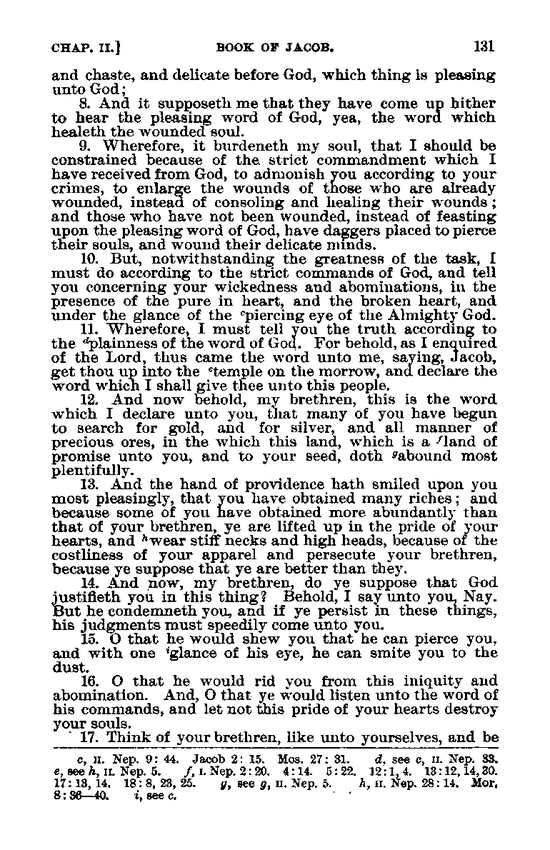 CHAP. II.] BOOK OF JACOB. 131
and chaste, and delicate before God, which thing is pleasing
unto God;
8. And it supposeth me that they have come up hither
to hear the pleasing word of God, yea, the word which
healeth the wounded soul.
9. Wherefore, it burdeneth my soul, that I should be
constrained because of the strict commandment which I
have received from God, to admonish you according to your
crimes, to enlarge the wounds of those who are already
wounded, instead of consoling and healing their wounds;
and those who have not been wounded, instead of feasting
upon the pleasing word of God, have daggers placed to pierce
their souls, and wound their delicate minds.
10. But, notwithstanding the greatness of the task, I
must do according to the strict commands of God, and tell
you concerning your wickedness and abominations, in the
presence of the pure in heart, and the broken heart, and
under the glance of the ᶜpiercing eye of the Almighty God.
11. Wherefore, I must tell you the truth according to
the ᵈplainness of the word of God. For behold, as I enquired
of the Lord, thus came the word unto me, saying, Jacob,
get thou up into the ᵉtemple on the morrow, and declare the
word which I shall give thee unto this people.
12. And now behold, my brethren, this is the word
which I declare unto you, that many of you have begun
to search for gold, and for silver, and all manner of
precious ores, in the which this land, which is a ᶠland of
promise unto you, and to your seed, doth ᵍabound most
plentifully.
13. And the hand of providence hath smiled upon you
most pleasingly, that you have obtained many riches; and
because some of you have obtained more abundantly than
that of your brethren, ye are lifted up in the pride of your
hearts, and ʰwear stiff necks and high heads, because of the
costliness of your apparel and persecute your brethren,
because ye suppose that ye are better than they.
14. And now, my brethren, do ye suppose that God
justifieth you in this thing? Behold, I say unto you, Nay.
But he condemneth you, and if ye persist in these things,
his judgments must speedily come unto you.
15. O that he would shew you that he can pierce you,
and with one ⁱglance of his eye, he can smite you to the
dust.
16. O that he would rid you from this iniquity and
abomination. And, O that ye would listen unto the word of
his commands, and let not this pride of your hearts destroy
your souls.
17. Think of your brethren, like unto yourselves, and be
c, II. Nep. 9: 44. Jacob 2: 15. Mos. 27: 31. d, see c, II. Nep. 33.
e, see h, II. Nep. 5. f, I. Nep. 2: 20. 4: 14. 5: 22. 12: 1, 4. 13: 12, 14, 30.
17: 13, 14. 18: 8, 23, 25. g, see g, II. Nep. 5. h, II. Nep. 28: 14. Mor.
8: 36—40. i, see c.